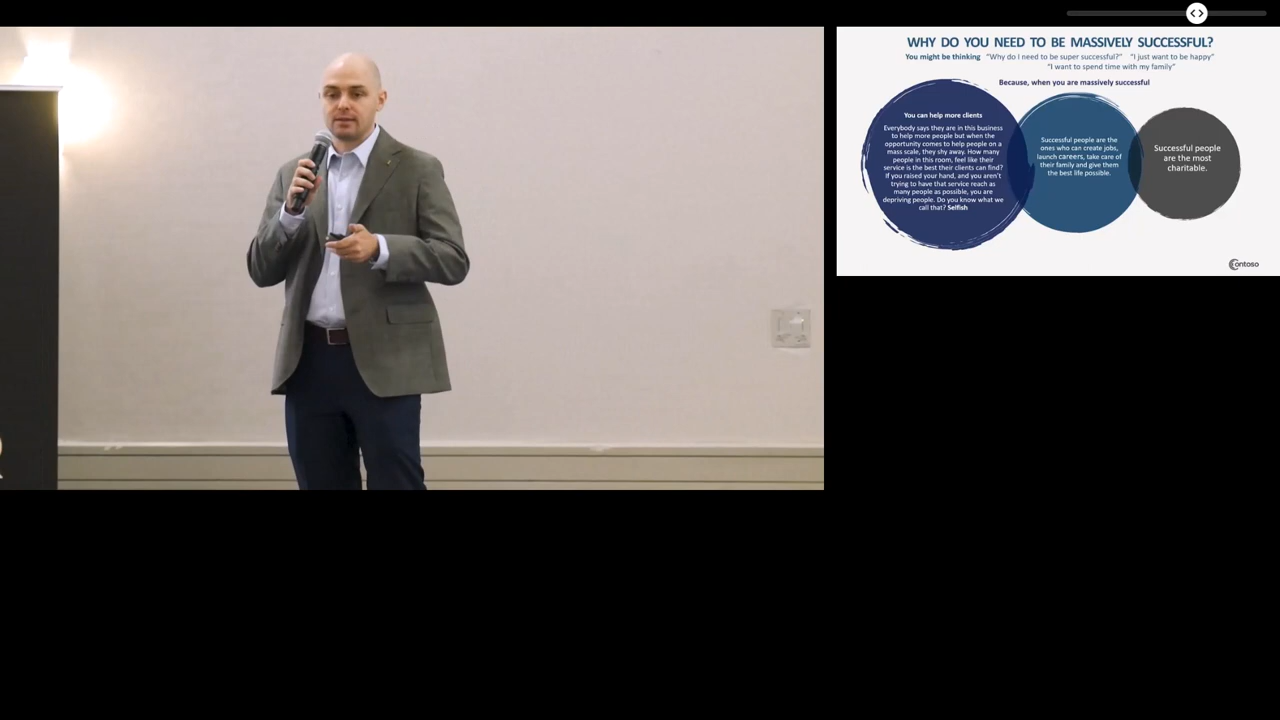 WHY DO YOU NEED TO BE MASSIVELY SUCCESSFUL?
You might be thinking "Why do I need to be super successful?" "I just want to be happy"
"I want to spend time with my family"
Because, when you are massively successful
You can help more clients
Everybody says they are in this business
to help more people but when the
opportunity comes to help people on a
mass scale, they shy away. How many
people in this room, feel like their
service is the best their clients can find?
If you raised your hand, and you aren't
trying to have that service reach as
many people as possible, you are
depriving people. Do you know what we
call that? Selfish
Successful people are the
ones who can create jobs,
launch careers, take care of
their family and give them
the best life possible.
Successful people
are the most
charitable.
Contoso